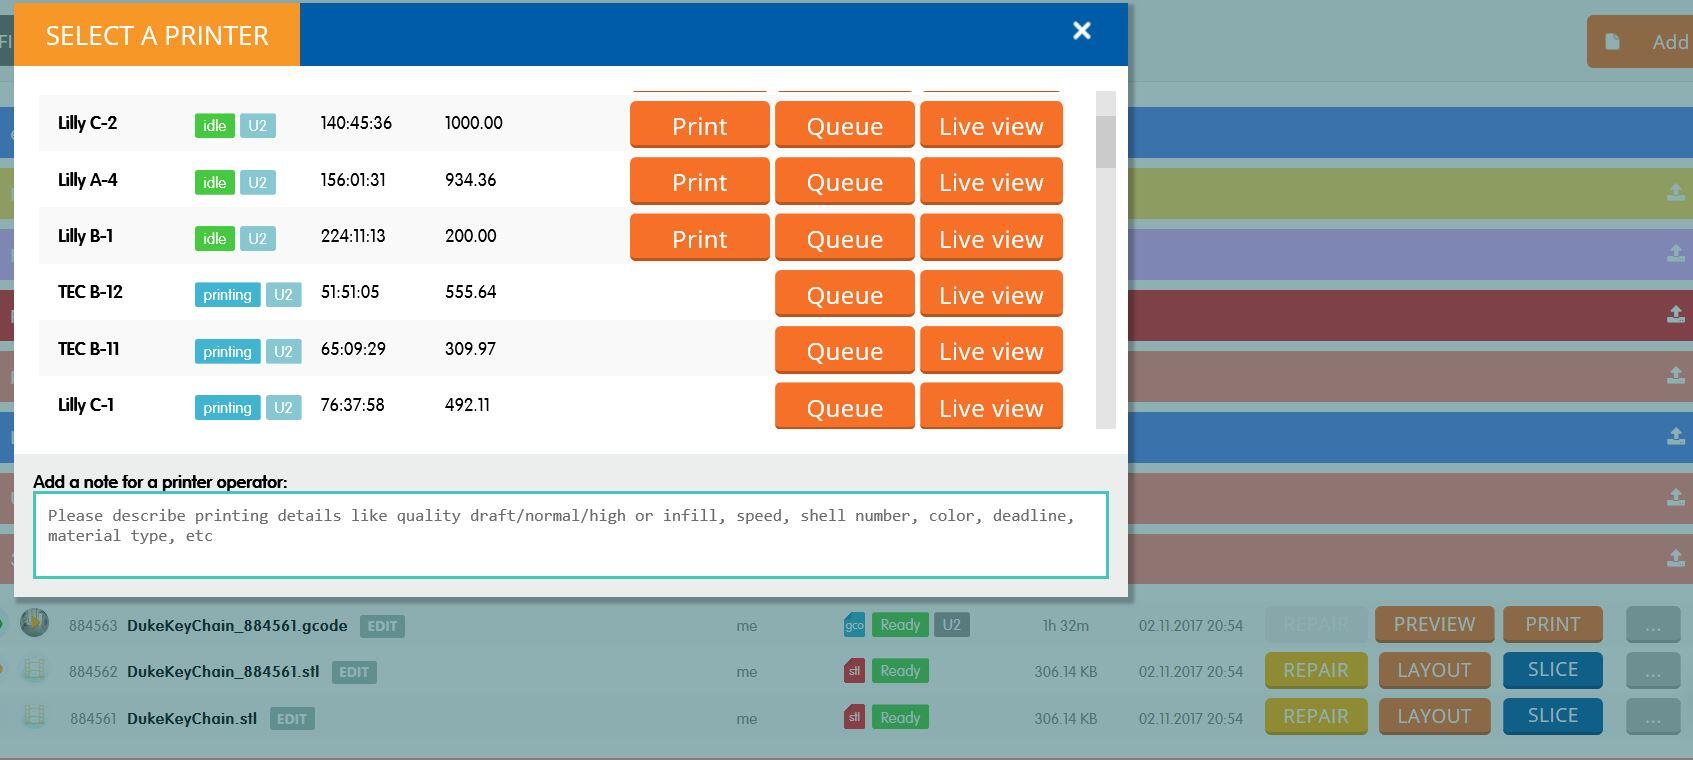 SELECT A PRINTER
Add
Lilly C-2 idle U2 140:45:36 1000.00 Print Queue Live view
Lilly A-4 idle U2 156:01:31 934.36 Print Queue Live view
Lilly B-1 idle U2 224:11:13 200.00 Print Queue Live view
TEC B-12 printing U2 51:51:05 555.64 Queue Live view
TEC B-11 printing U2 65:09:29 309.97 Queue Live view
Lilly C-1 printing U2 76:37:58 492.11 Queue Live view
Add a note for a printer operator:
Please describe printing details like quality draft/normal/high or infill, speed, shell number, color, deadline,
material type, etc
884563 DukeKeyChain_884561.gcode EDIT me gco Ready U2 1h 32m 02.11.2017 20:54 REPAIR PREVIEW PRINT ...
884562 DukeKeyChain_884561.stl EDIT me stl Ready 306.14 KB 02.11.2017 20:54 REPAIR LAYOUT SLICE ...
884561 DukeKeyChain.stl EDIT me stl Ready 306.14 KB 02.11.2017 20:54 REPAIR LAYOUT SLICE ...